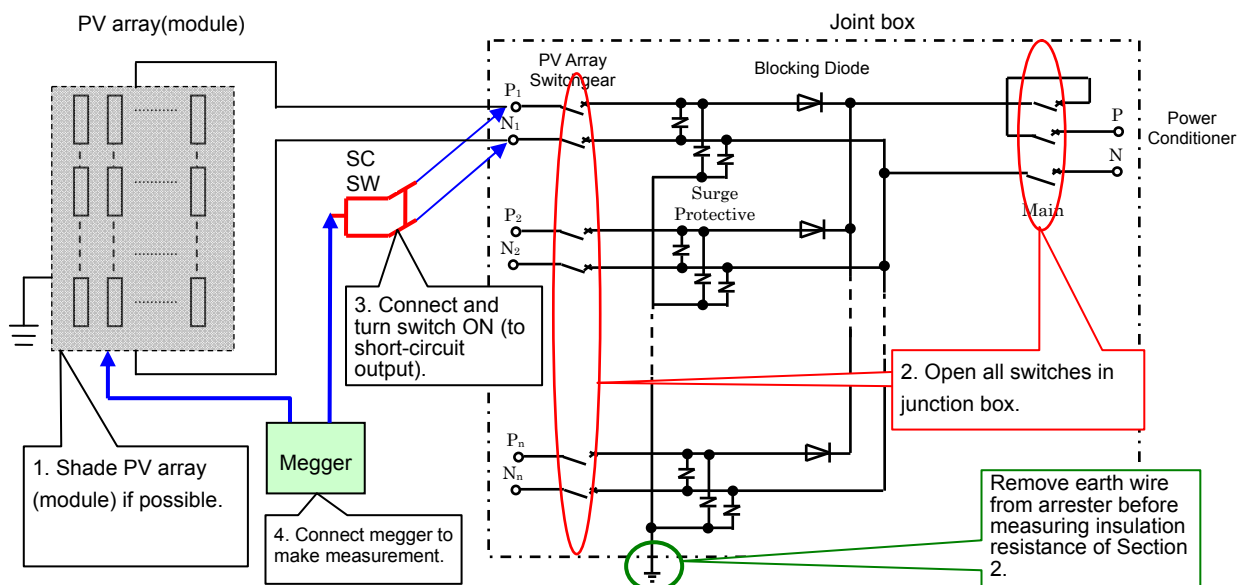 PV array(module)
Joint box
PV Array
Switchgear
Blocking Diode
P1
N1
SC
SW
Surge
Protective
P
N
Power
Conditioner
Main
P2
N2
3. Connect and
turn switch ON (to
short-circuit
output).
2. Open all switches in
junction box.
1. Shade PV array
(module) if possible.
Megger
4. Connect megger to
make measurement.
Pn
Nn
Remove earth wire
from arrester before
measuring insulation
resistance of Section
2.